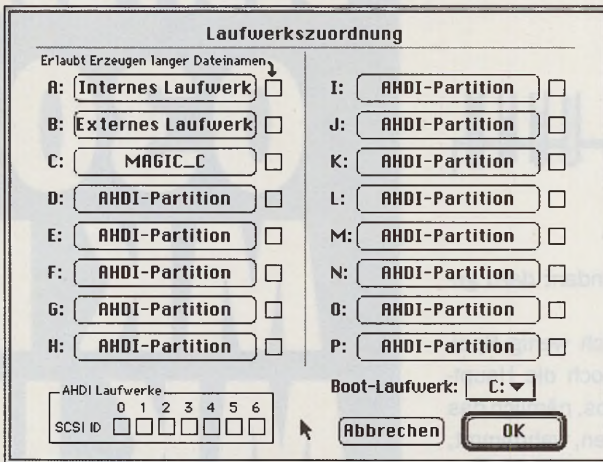 Laufwerkszuordnung
Erlaubt Erzeugen langer Dateinamen
A: Internes Laufwerk
B: Externes Laufwerk
C: MAGIC_C
D: AHDI-Partition
E: AHDI-Partition
F: AHDI-Partition
G: AHDI-Partition
H: AHDI-Partition
I: AHDI-Partition
J: AHDI-Partition
K: AHDI-Partition
L: AHDI-Partition
M: AHDI-Partition
N: AHDI-Partition
O: AHDI-Partition
P: AHDI-Partition
AHDI Laufwerke
0 1 2 3 4 5 6
SCSI ID
Boot-Laufwerk: C:
Abbrechen
OK